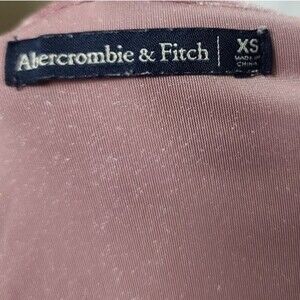 Abercrombie & Fitch
XS
MADE IN
CHINA